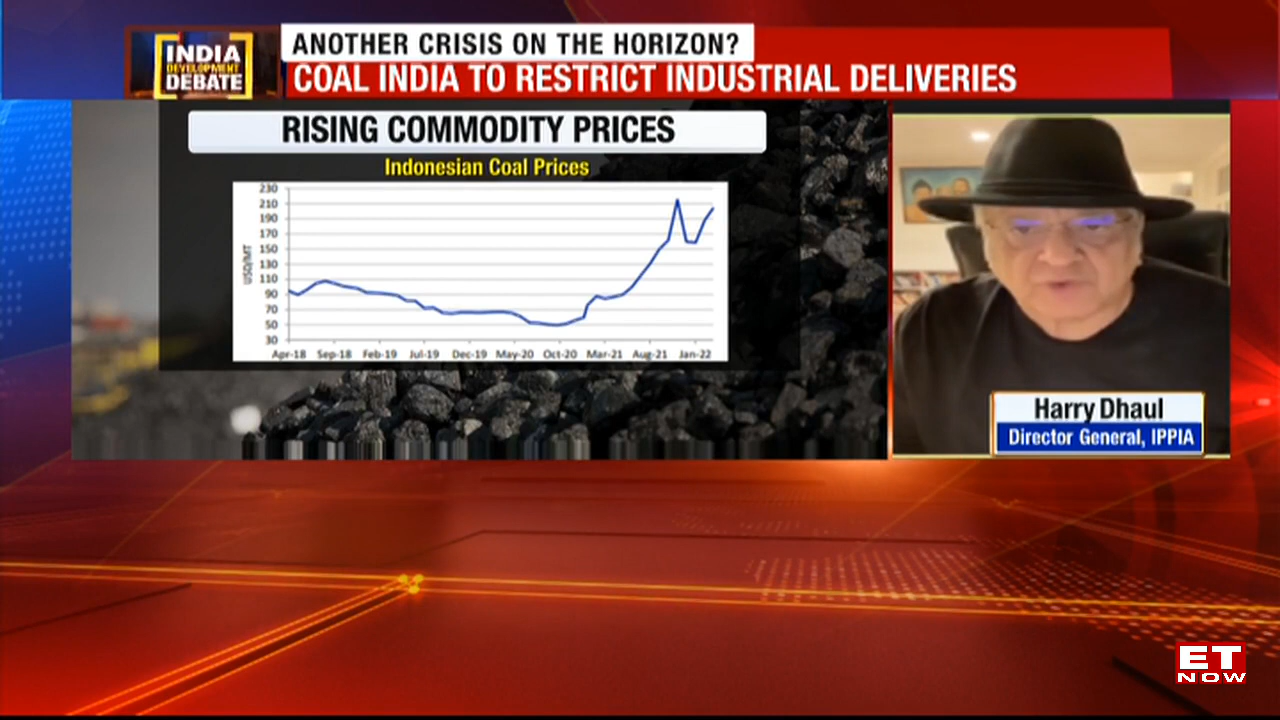 INDIA
DEVELOPMENT
DEBATE
ANOTHER CRISIS ON THE HORIZON?
COAL INDIA TO RESTRICT INDUSTRIAL DELIVERIES
RISING COMMODITY PRICES
Indonesian Coal Prices
230
210
190
170
150
130
110
90
70
50
30
USD/MT
Apr-18 Sep-18 Feb-19 Jul-19 Dec-19 May-20 Oct-20 Mar-21 Aug-21 Jan-22
Harry Dhaul
Director General, IPPIA
ET
NOW